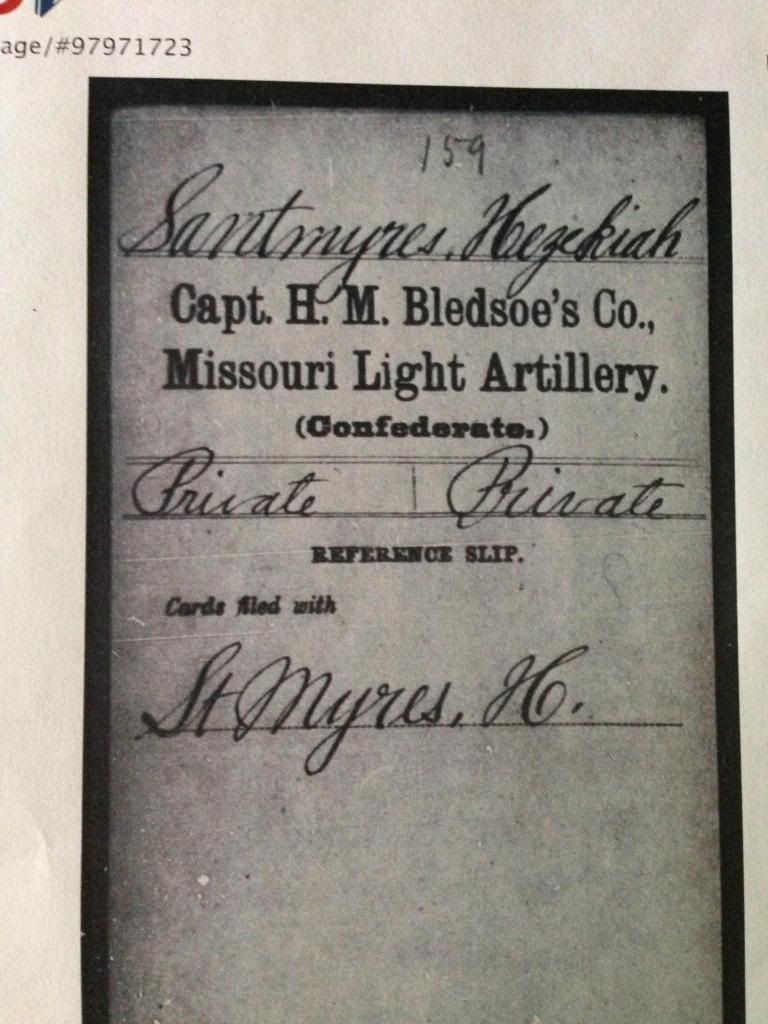 age/#97971723
159
Santmyres, Hezekiah
Capt. H. M. Bledsoe's Co.,
Missouri Light Artillery.
(Confederate.)
Private | Private
REFERENCE SLIP.
Cards filed with
St Myres, H.